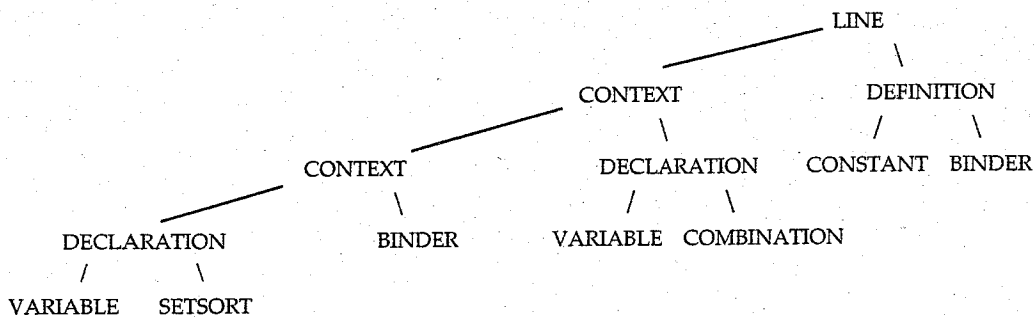 LINE
CONTEXT DEFINITION
CONTEXT DECLARATION CONSTANT BINDER
DECLARATION BINDER VARIABLE COMBINATION
VARIABLE SETSORT